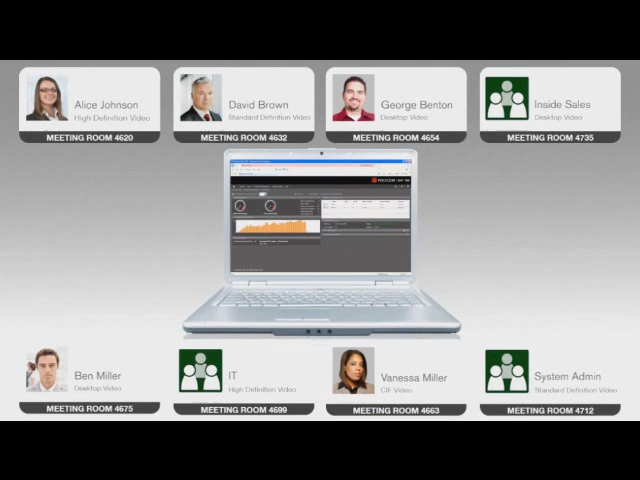 Alice Johnson
High Definition Video
MEETING ROOM 4620
David Brown
Standard Definition Video
MEETING ROOM 4632
George Benton
Desktop Video
MEETING ROOM 4654
Inside Sales
Desktop Video
MEETING ROOM 4735
POLYCOM
Ben Miller
Desktop Video
MEETING ROOM 4675
IT
High Definition Video
MEETING ROOM 4699
Vanessa Miller
CIF Video
MEETING ROOM 4663
System Admin
Standard Definition Video
MEETING ROOM 4712